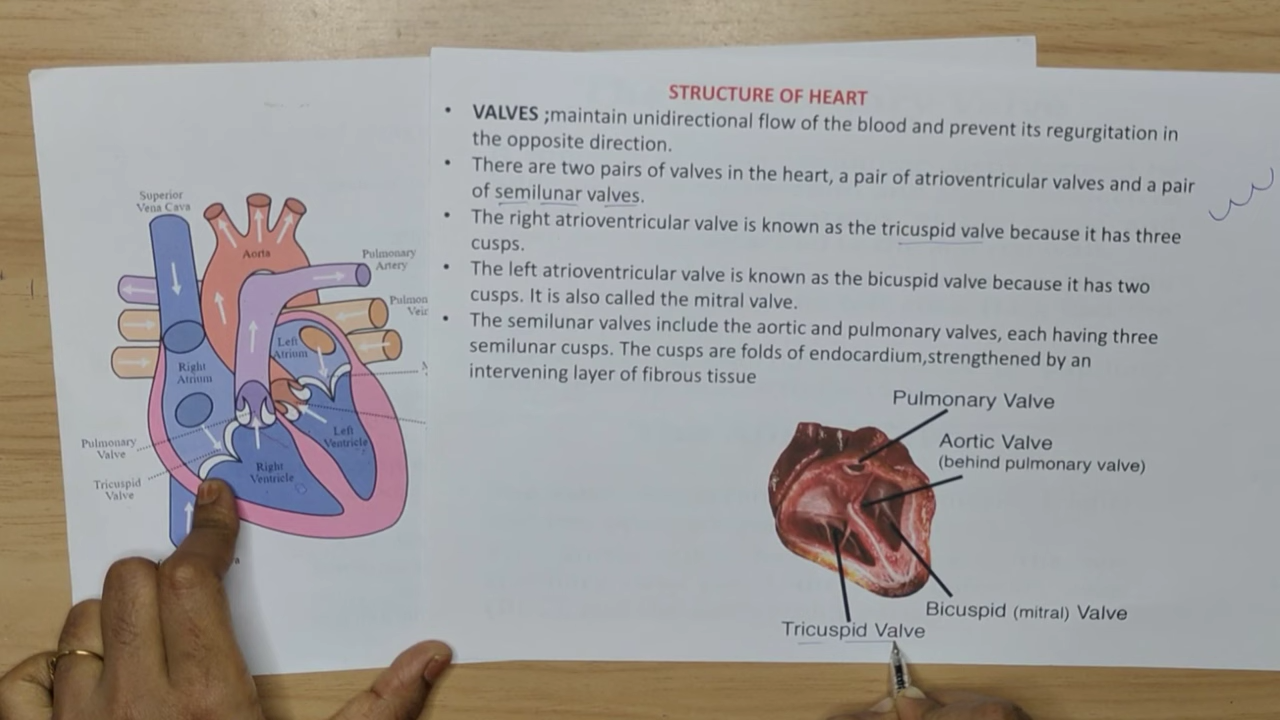 STRUCTURE OF HEART
• VALVES ;maintain unidirectional flow of the blood and prevent its regurgitation in
the opposite direction.
• There are two pairs of valves in the heart, a pair of atrioventricular valves and a pair
of semilunar valves.
• The right atrioventricular valve is known as the tricuspid valve because it has three
cusps.
• The left atrioventricular valve is known as the bicuspid valve because it has two
cusps. It is also called the mitral valve.
• The semilunar valves include the aortic and pulmonary valves, each having three
semilunar cusps. The cusps are folds of endocardium,strengthened by an
intervening layer of fibrous tissue
Pulmonary Valve
Aortic Valve
(behind pulmonary valve)
Bicuspid (mitral) Valve
Tricuspid Valve
Superior
Vena Cava
Aorta
Pulmonary
Artery
Left
Atrium
Right
Atrium
Left
Ventricle
Pulmonary
Valve
Right
Ventricle
Tricuspid
Valve